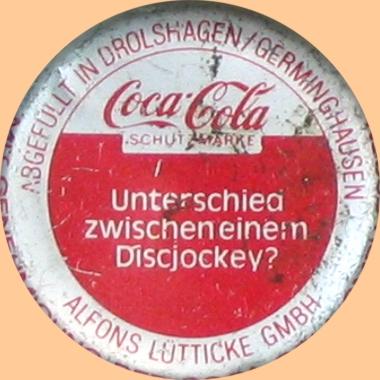 ABGEFÜLLT IN DROLSHAGEN/GERMINGHAUSEN
Coca-Cola
SCHUTZMARKE
Unterschied
zwischen einem
Discjockey?
ALFONS LÜTTICKE GMBH